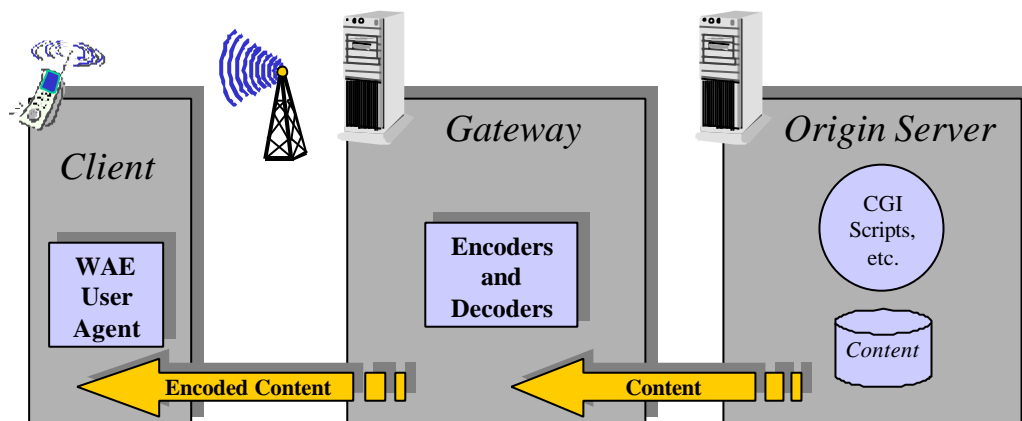 Client
Gateway
Origin Server
WAE
User
Agent
Encoders
and
Decoders
CGI
Scripts,
etc.
Content
Encoded Content
Content